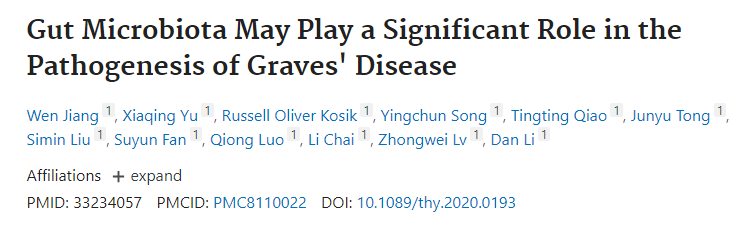 Gut Microbiota May Play a Significant Role in the
Pathogenesis of Graves' Disease
Wen Jiang 1, Xiaqing Yu 1, Russell Oliver Kosik 1, Yingchun Song 1, Tingting Qiao 1, Junyu Tong 1,
Simin Liu 1, Suyun Fan 1, Qiong Luo 1, Li Chai 1, Zhongwei Lv 1, Dan Li 1
Affiliations + expand
PMID: 33234057 PMCID: PMC8110022 DOI: 10.1089/thy.2020.0193